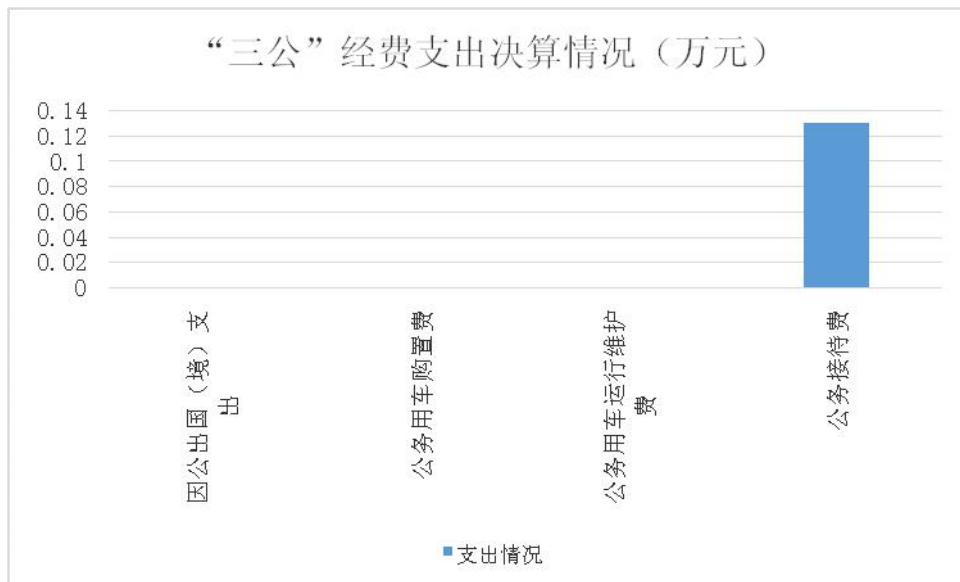 “三公”经费支出决算情况（万元）
0.14
0.12
0.1
0.08
0.06
0.04
0.02
0
因公出国（境）支
出
公务用车购置费
公务用车运行维护
费
公务接待费
支出情况